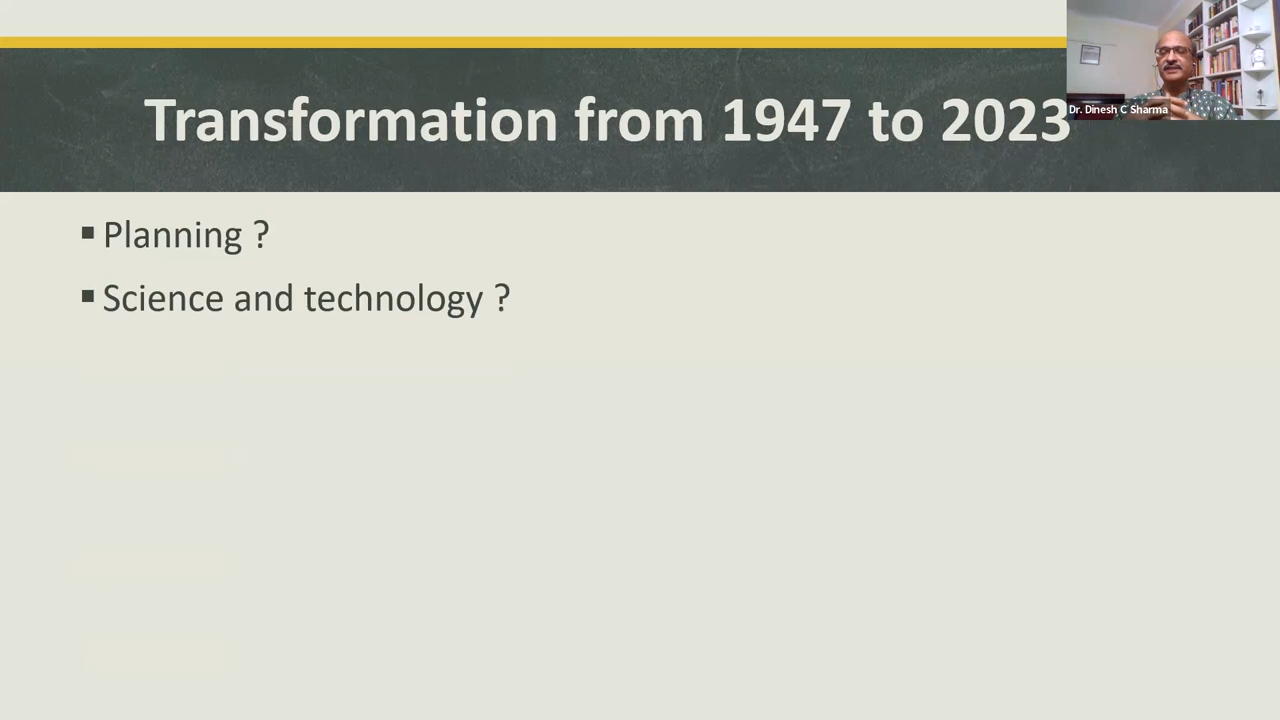 Transformation from 1947 to 2023
Dr. Dinesh C Sharma
Planning ?
Science and technology ?